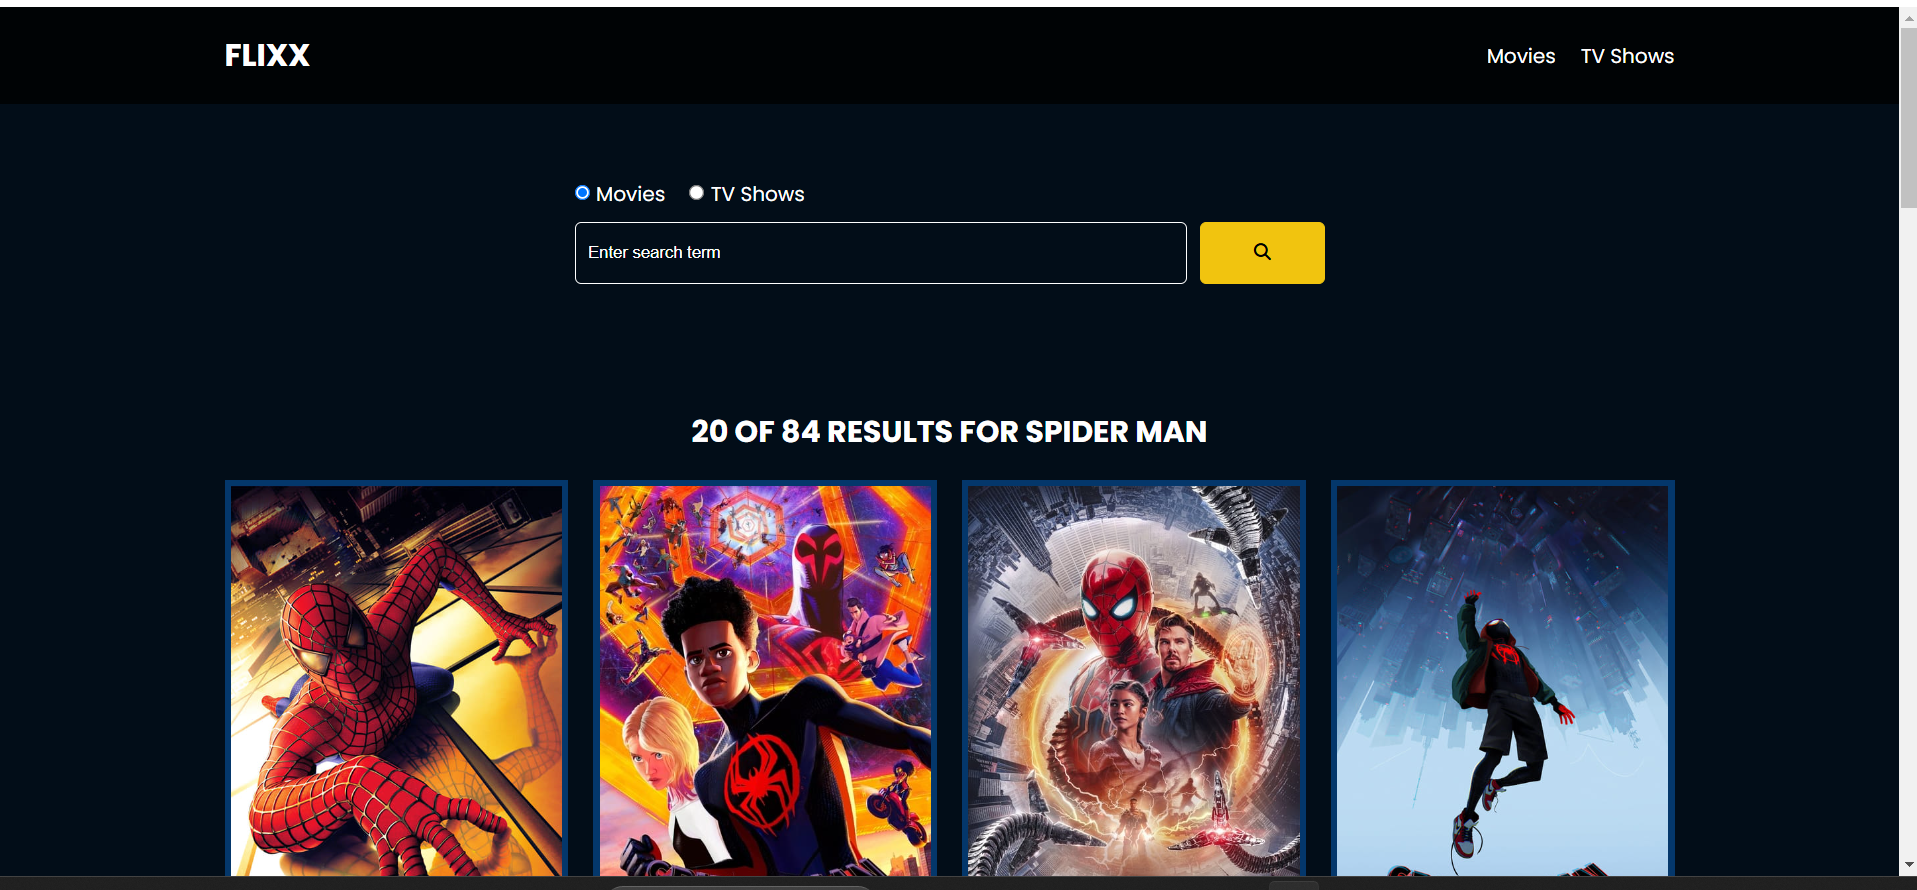 FLIXX
Movies TV Shows
Movies TV Shows
Enter search term
20 OF 84 RESULTS FOR SPIDER MAN